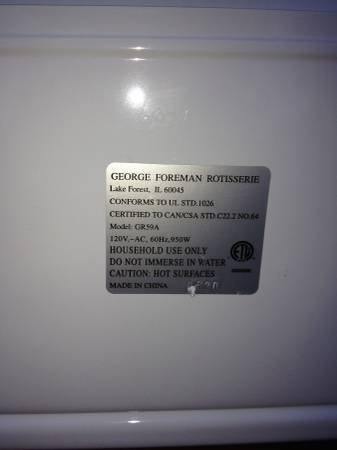 GEORGE FOREMAN ROTISSERIE
Lake Forest, IL 60045
CONFORMS TO UL STD.1026
CERTIFIED TO CAN/CSA STD.C22.2 NO.64
Model: GR59A
120V,~AC, 60Hz,950W
HOUSEHOLD USE ONLY
DO NOT IMMERSE IN WATER
CAUTION: HOT SURFACES
MADE IN CHINA
ETL